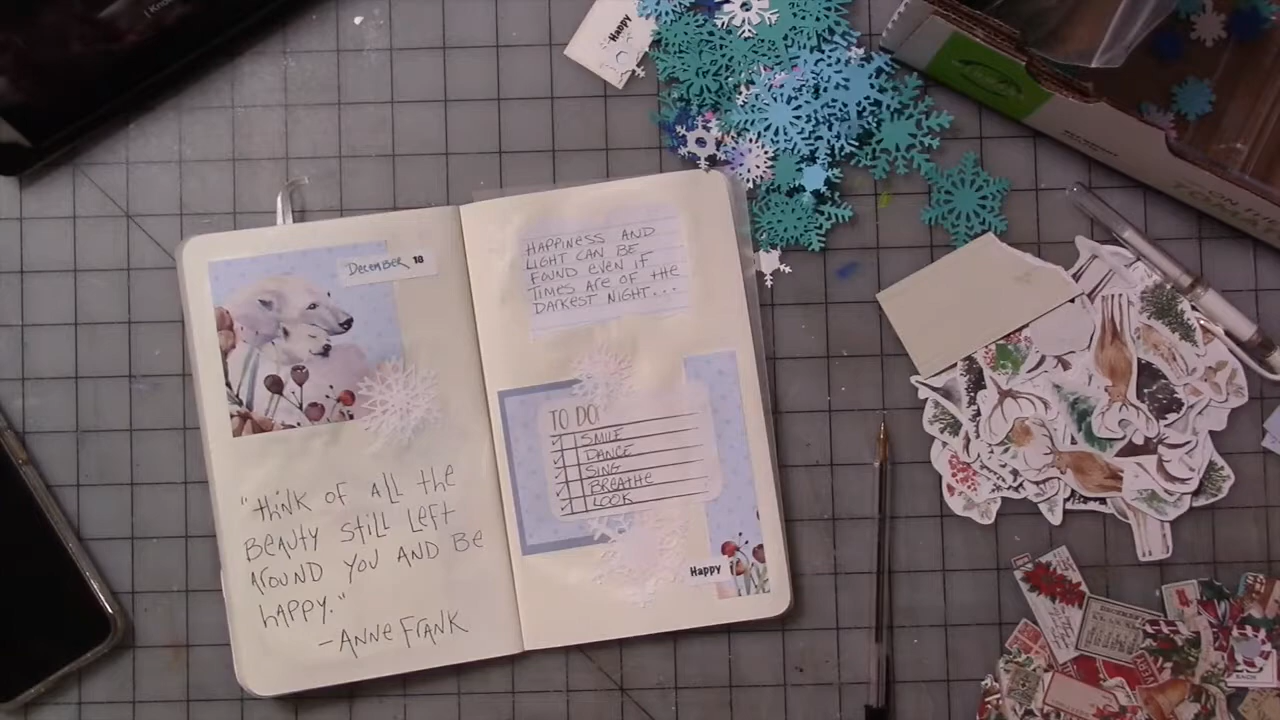 Happy
DECEMBER 18
"think of all the
BEAUTY STill LEFT
AROUND YOU AND BE
hAPPY."
-ANNE FRANK
HAPPINESS AND
LIGHT CAN BE
FOUND EVEN IF
TIMES ARE OF THE
DARKEST NIGHT...
TO DO:
SMILE
DANCE
SING
BREATHE
LOOK
Happy